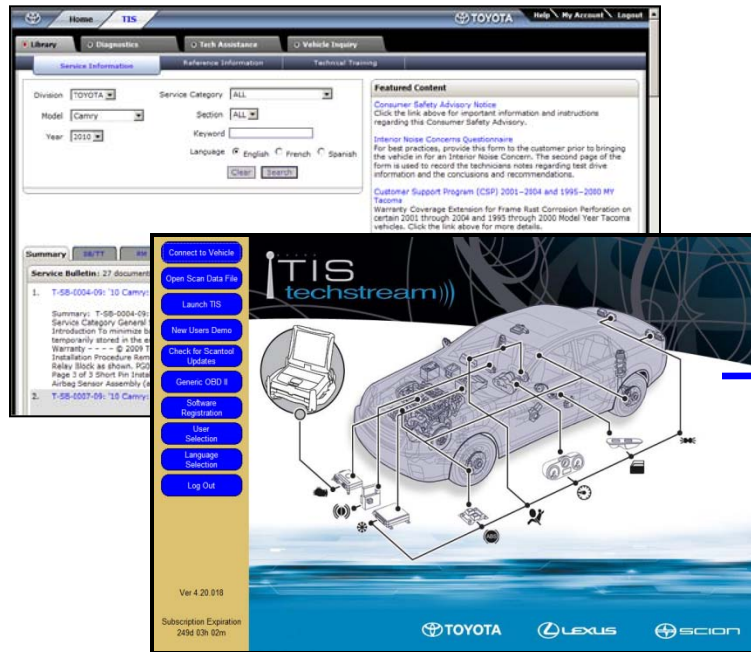 Home
TIS
TOYOTA
Help
My Account
Logout
Library
Diagnostics
Tech Assistance
Vehicle Inquiry
Service Information
Reference Information
Technical Training
Division TOYOTA
Service Category ALL
Model Camry
Section ALL
Year 2010
Keyword
Language English French Spanish
Clear Search
Featured Content
Consumer Safety Advisory Notice
Click the link above for important information and instructions
regarding this Consumer Safety Advisory.
Interior Noise Concerns Questionnaire
For best practices, provide this form to the customer prior to bringing
the vehicle in for an Interior Noise Concern. The second page of the
form is used to record the technicians notes regarding test drive
information and the conclusions and recommendations.
Customer Support Program (CSP) 2001-2004 and 1995-2000 MY
Tacoma
Warranty Coverage Extension for Frame Rust Corrosion Perforation on
certain 2001 through 2004 and 1995 through 2000 Model Year Tacoma
vehicles. Click the link above for more details.
Summary
SB/TT
RM
Service Bulletin: 27 document
1. T-SB-0004-09: '10 Camry:
Summary: T-SB-0004-09:
Service Category General
Introduction To minimize b
temporarily stored in the e
Warranty - - - - © 2009 T
Installation Procedure Rem
Relay Block as shown. PG0
Page 3 of 3 Short Pin Insta
Airbag Sensor Assembly (a
2. T-SB-0007-09: '10 Camry:
Connect to Vehicle
Open Scan Data File
Launch TIS
New Users Demo
Check for Scantool
Updates
Generic OBD II
Software
Registration
User
Selection
Language
Selection
Log Out
Ver 4.20.018
Subscription Expiration
249d 03h 02m
TIS
techstream
ABS
TOYOTA
LEXUS
SCION